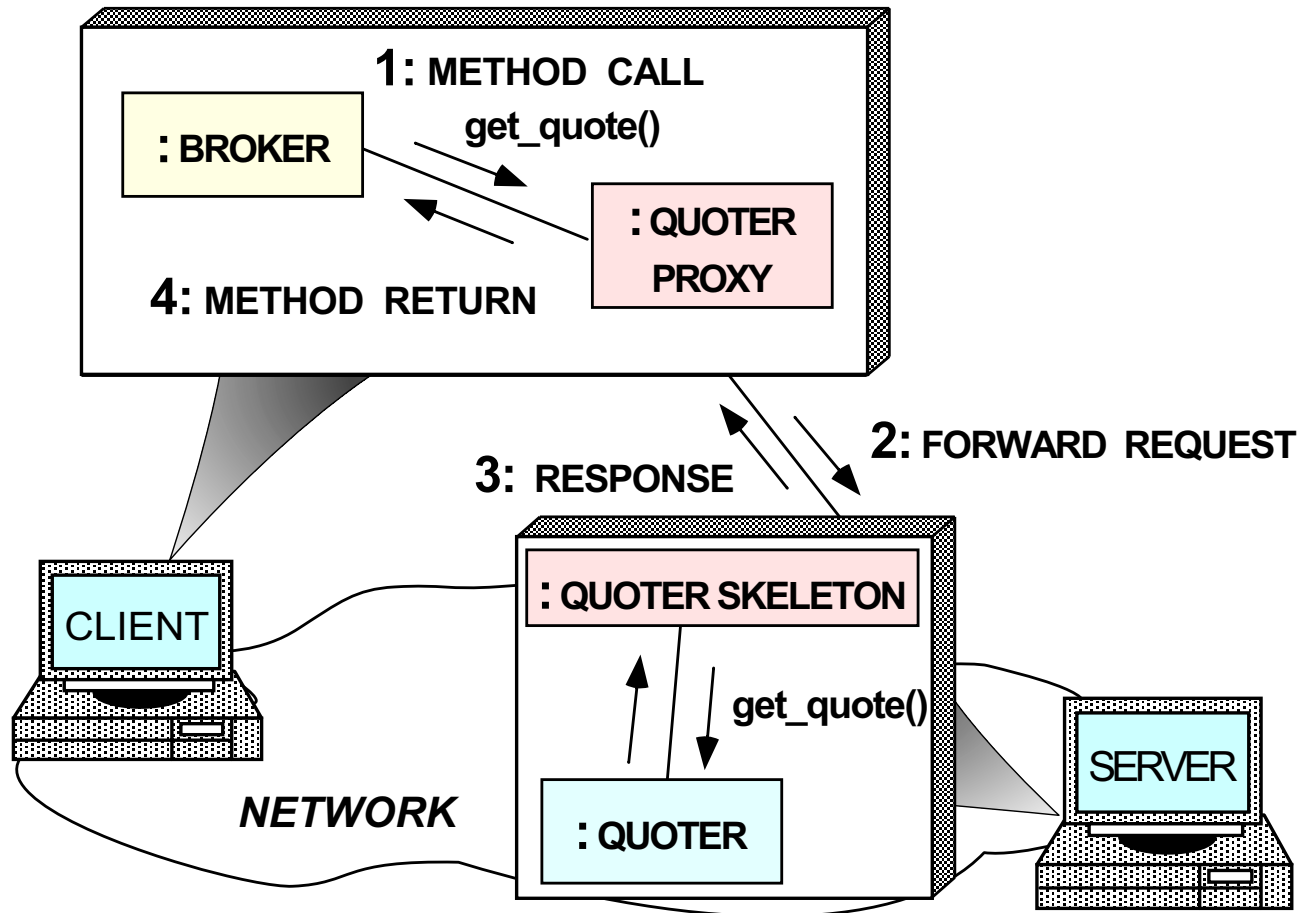 1: METHOD CALL
get_quote()
: BROKER
: QUOTER
PROXY
4: METHOD RETURN
2: FORWARD REQUEST
3: RESPONSE
: QUOTER SKELETON
CLIENT
get_quote()
SERVER
NETWORK
: QUOTER